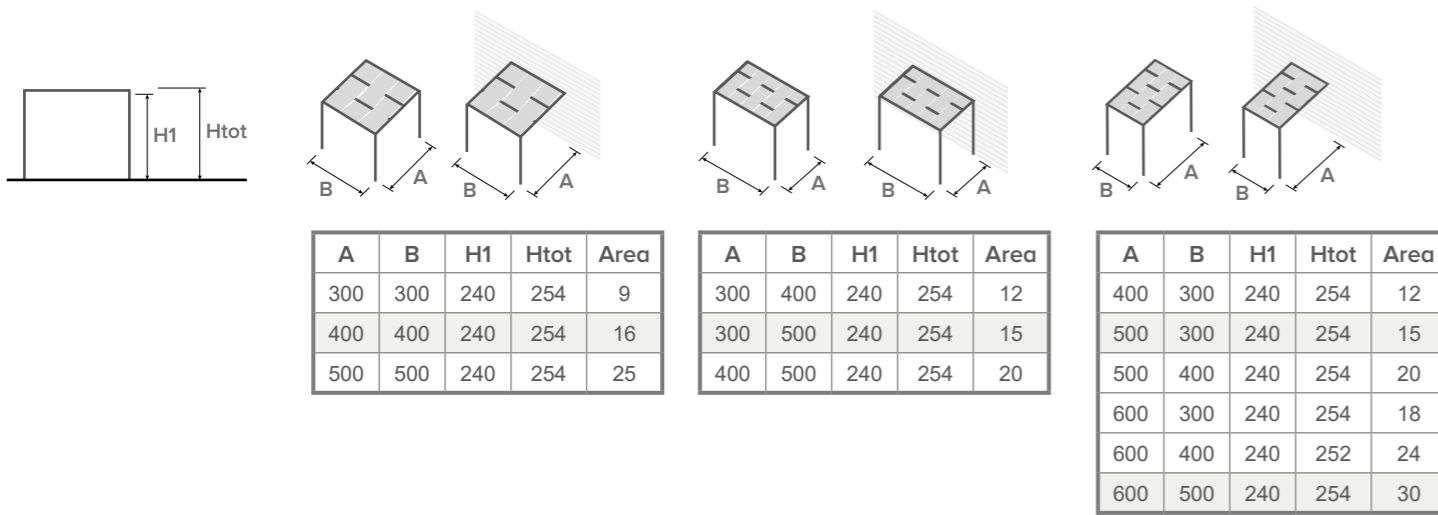 H1 Htot
B A B A
B A B A
B A B A
A B H1 Htot Area
300 300 240 254 9
400 400 240 254 16
500 500 240 254 25
A B H1 Htot Area
300 400 240 254 12
300 500 240 254 15
400 500 240 254 20
A B H1 Htot Area
400 300 240 254 12
500 300 240 254 15
500 400 240 254 20
600 300 240 254 18
600 400 240 252 24
600 500 240 254 30